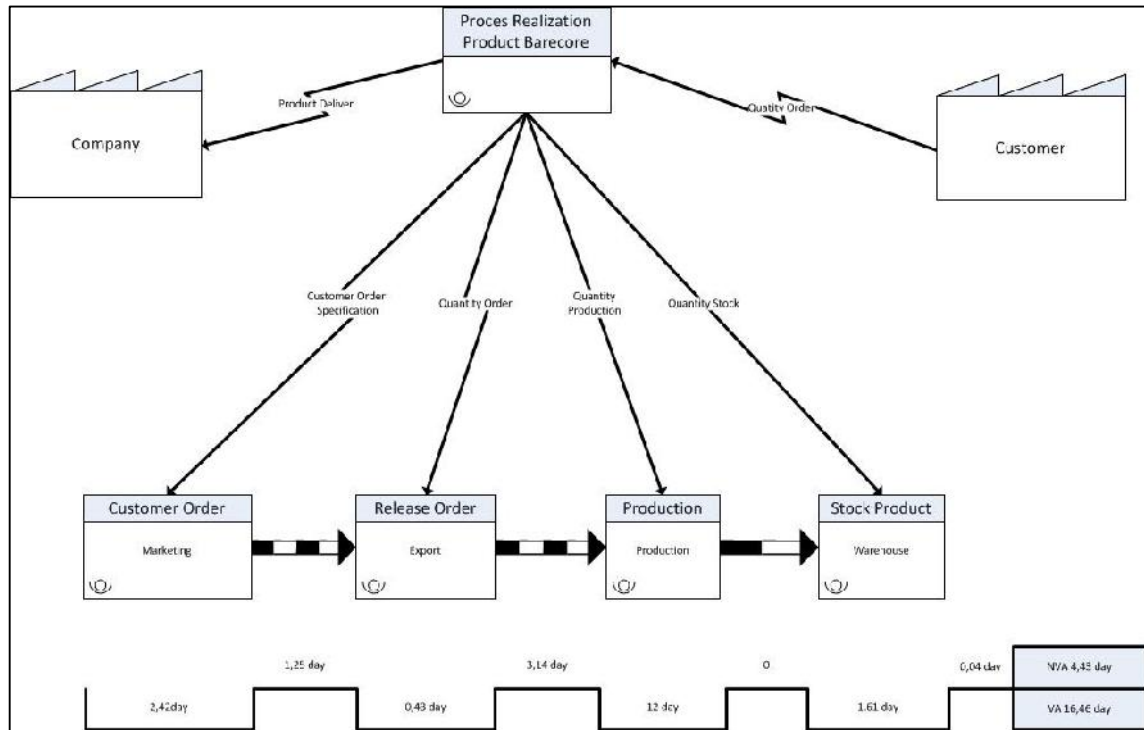 Proces Realization
Product Barecore
Product Deliver
Quatity Order
Company
Customer
Customer Order
Specification
Quantity Order
Quantity
Production
Quantity Stock
Customer Order
Release Order
Production
Stock Product
Marketing
Export
Production
Warehouse
1,25 day
3,14 day
0
0,04 day
NVA 4,43 day
2,42day
0,43 day
12 day
1.61 day
VA 16,46 day